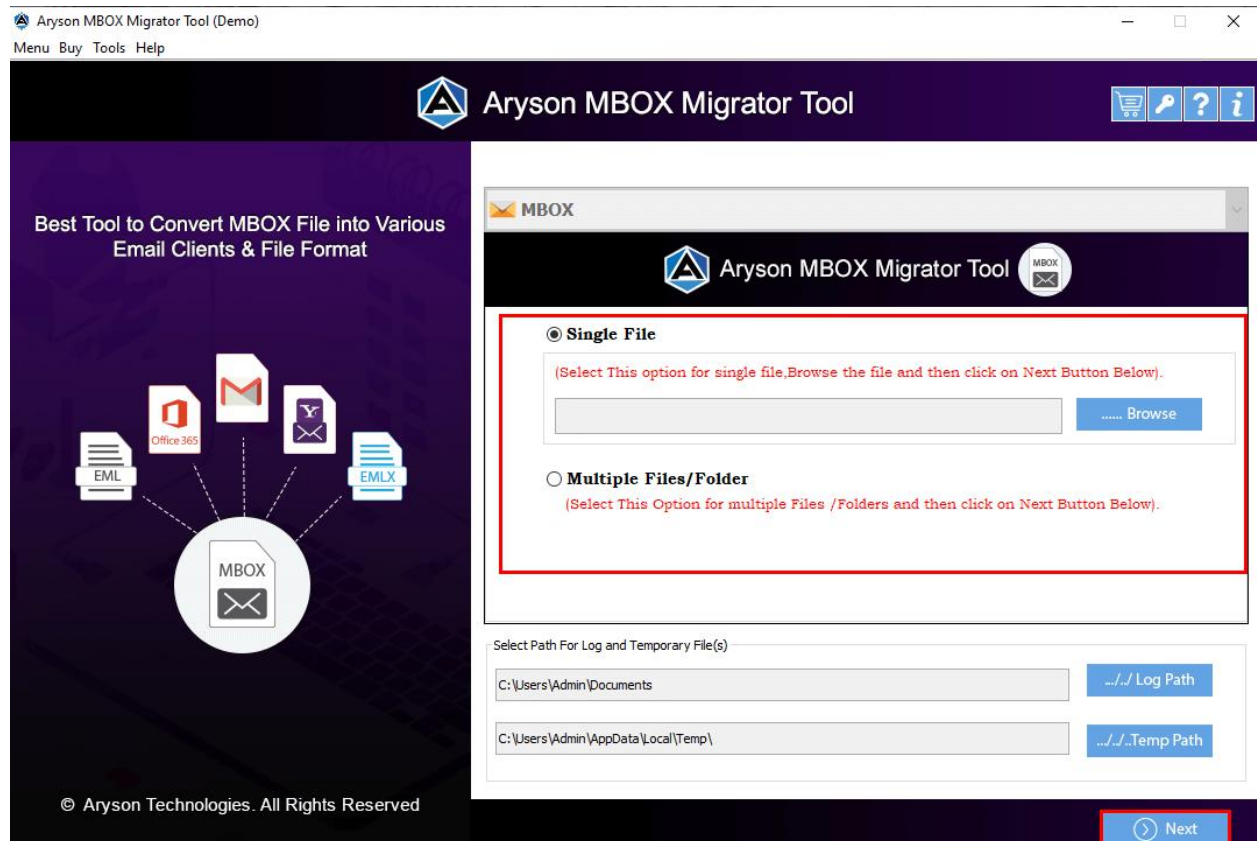 Aryson MBOX Migrator Tool (Demo)
Menu Buy Tools Help
Aryson MBOX Migrator Tool
Best Tool to Convert MBOX File into Various
Email Clients & File Format
EML
Office 365
Y
EMLX
MBOX
© Aryson Technologies. All Rights Reserved
MBOX
Aryson MBOX Migrator Tool
MBOX
Single File
(Select This option for single file,Browse the file and then click on Next Button Below).
...... Browse
Multiple Files/Folder
(Select This Option for multiple Files /Folders and then click on Next Button Below).
Select Path For Log and Temporary File(s)
C:\Users\Admin\Documents
.../../ Log Path
C:\Users\Admin\AppData\Local\Temp\
.../../..Temp Path
Next